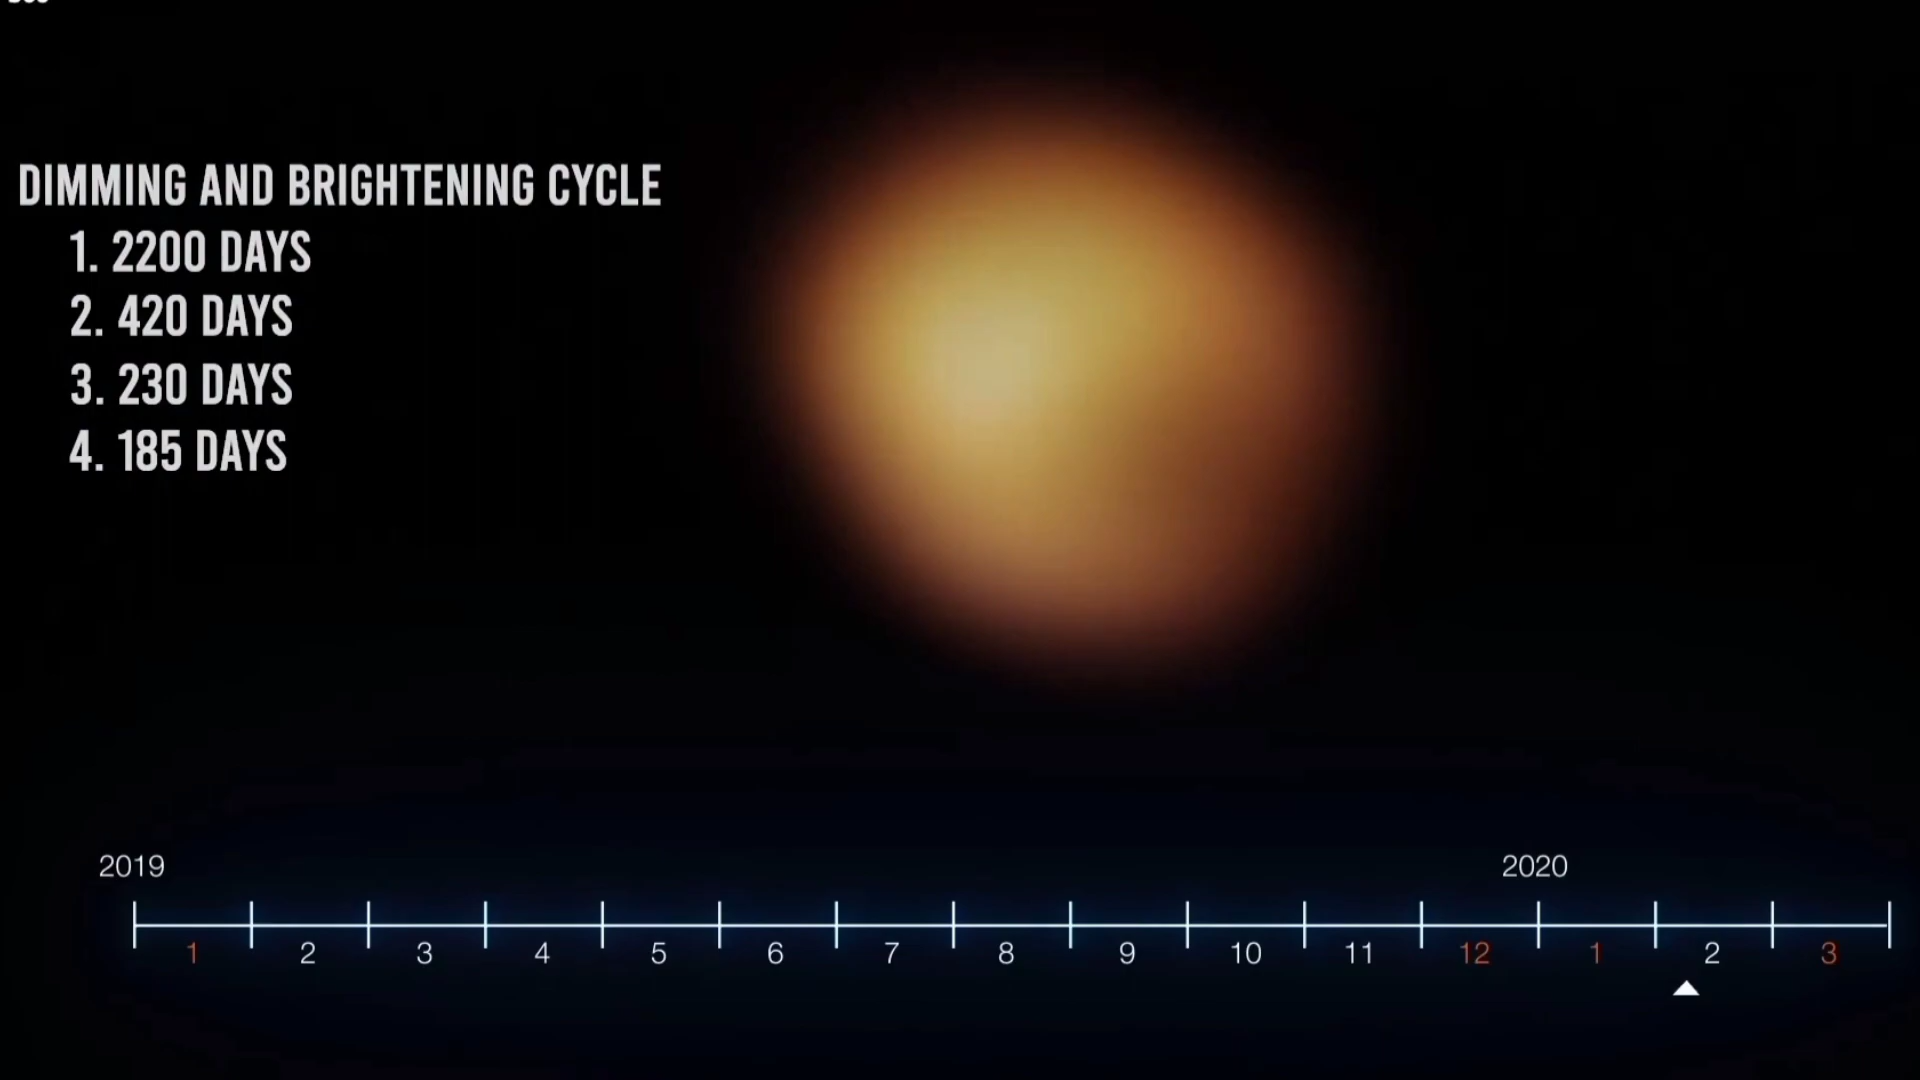 DIMMING AND BRIGHTENING CYCLE
1. 2200 DAYS
2. 420 DAYS
3. 230 DAYS
4. 185 DAYS
2019 2020
1 2 3 4 5 6 7 8 9 10 11 12 1 2 3